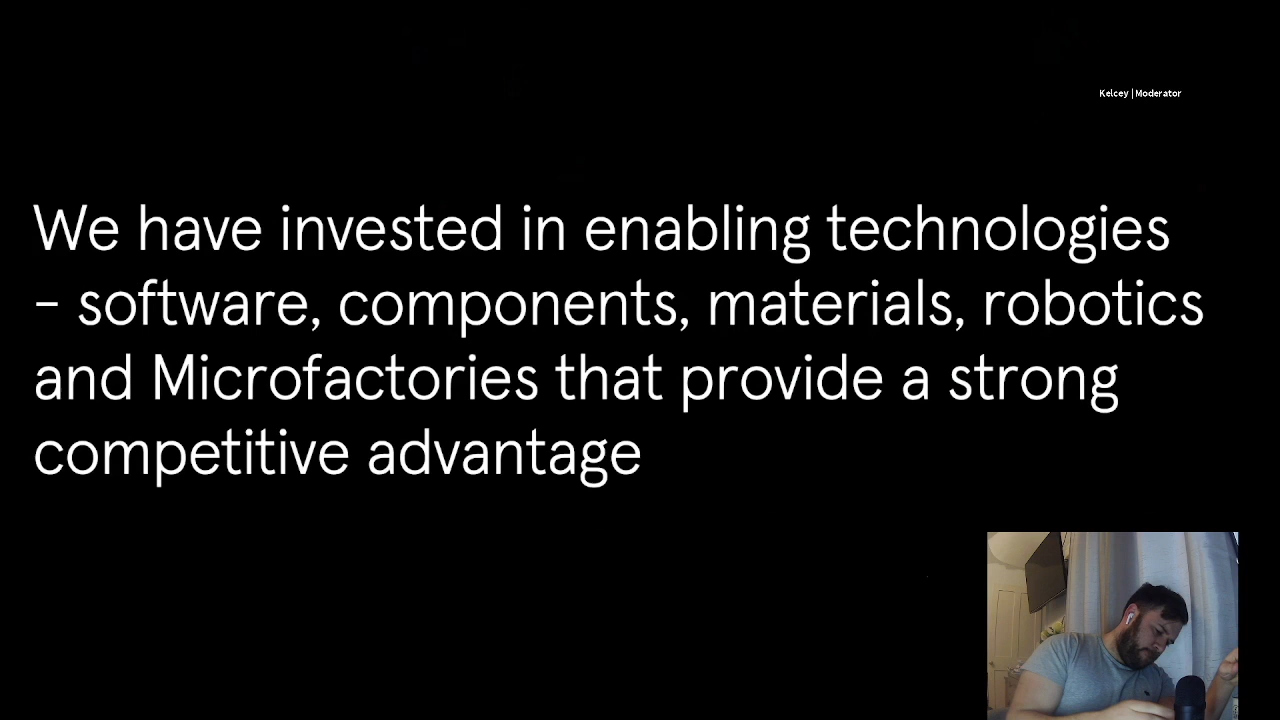 Kelcey | Moderator
We have invested in enabling technologies
– software, components, materials, robotics
and Microfactories that provide a strong
competitive advantage